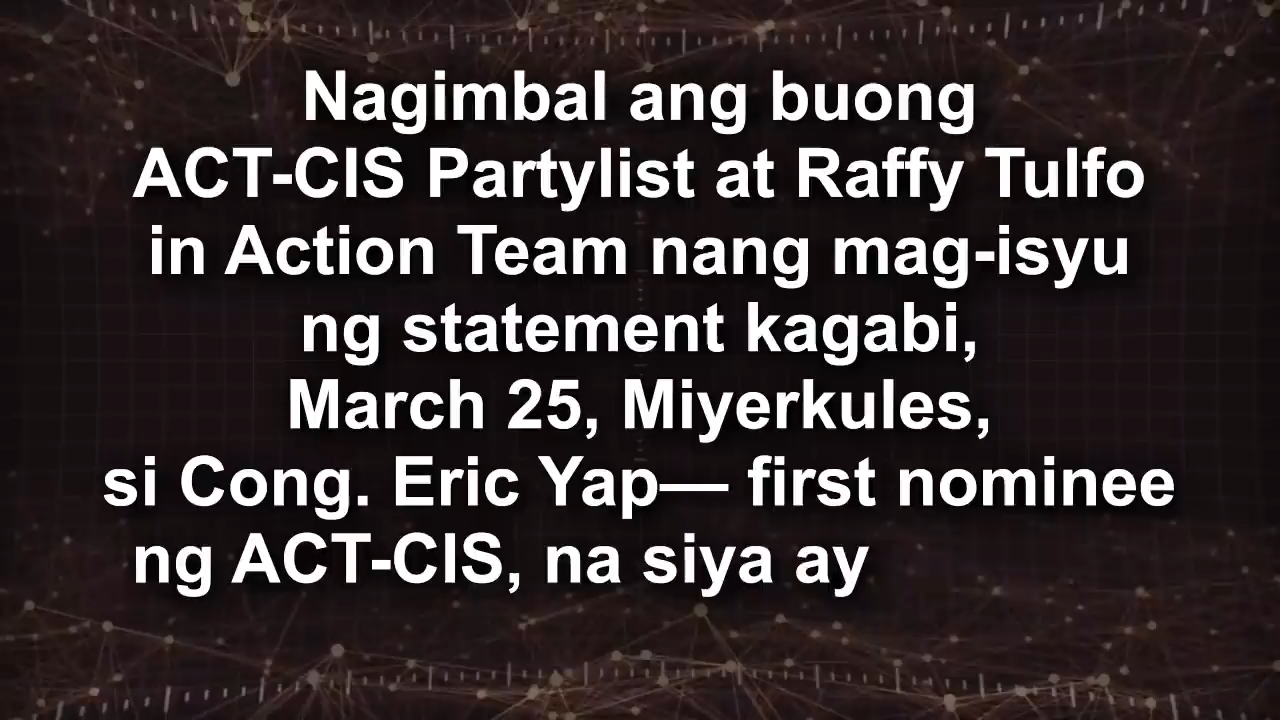 Nagimbal ang buong
ACT-CIS Partylist at Raffy Tulfo
in Action Team nang mag-isyu
ng statement kagabi,
March 25, Miyerkules,
si Cong. Eric Yap— first nominee
ng ACT-CIS, na siya ay